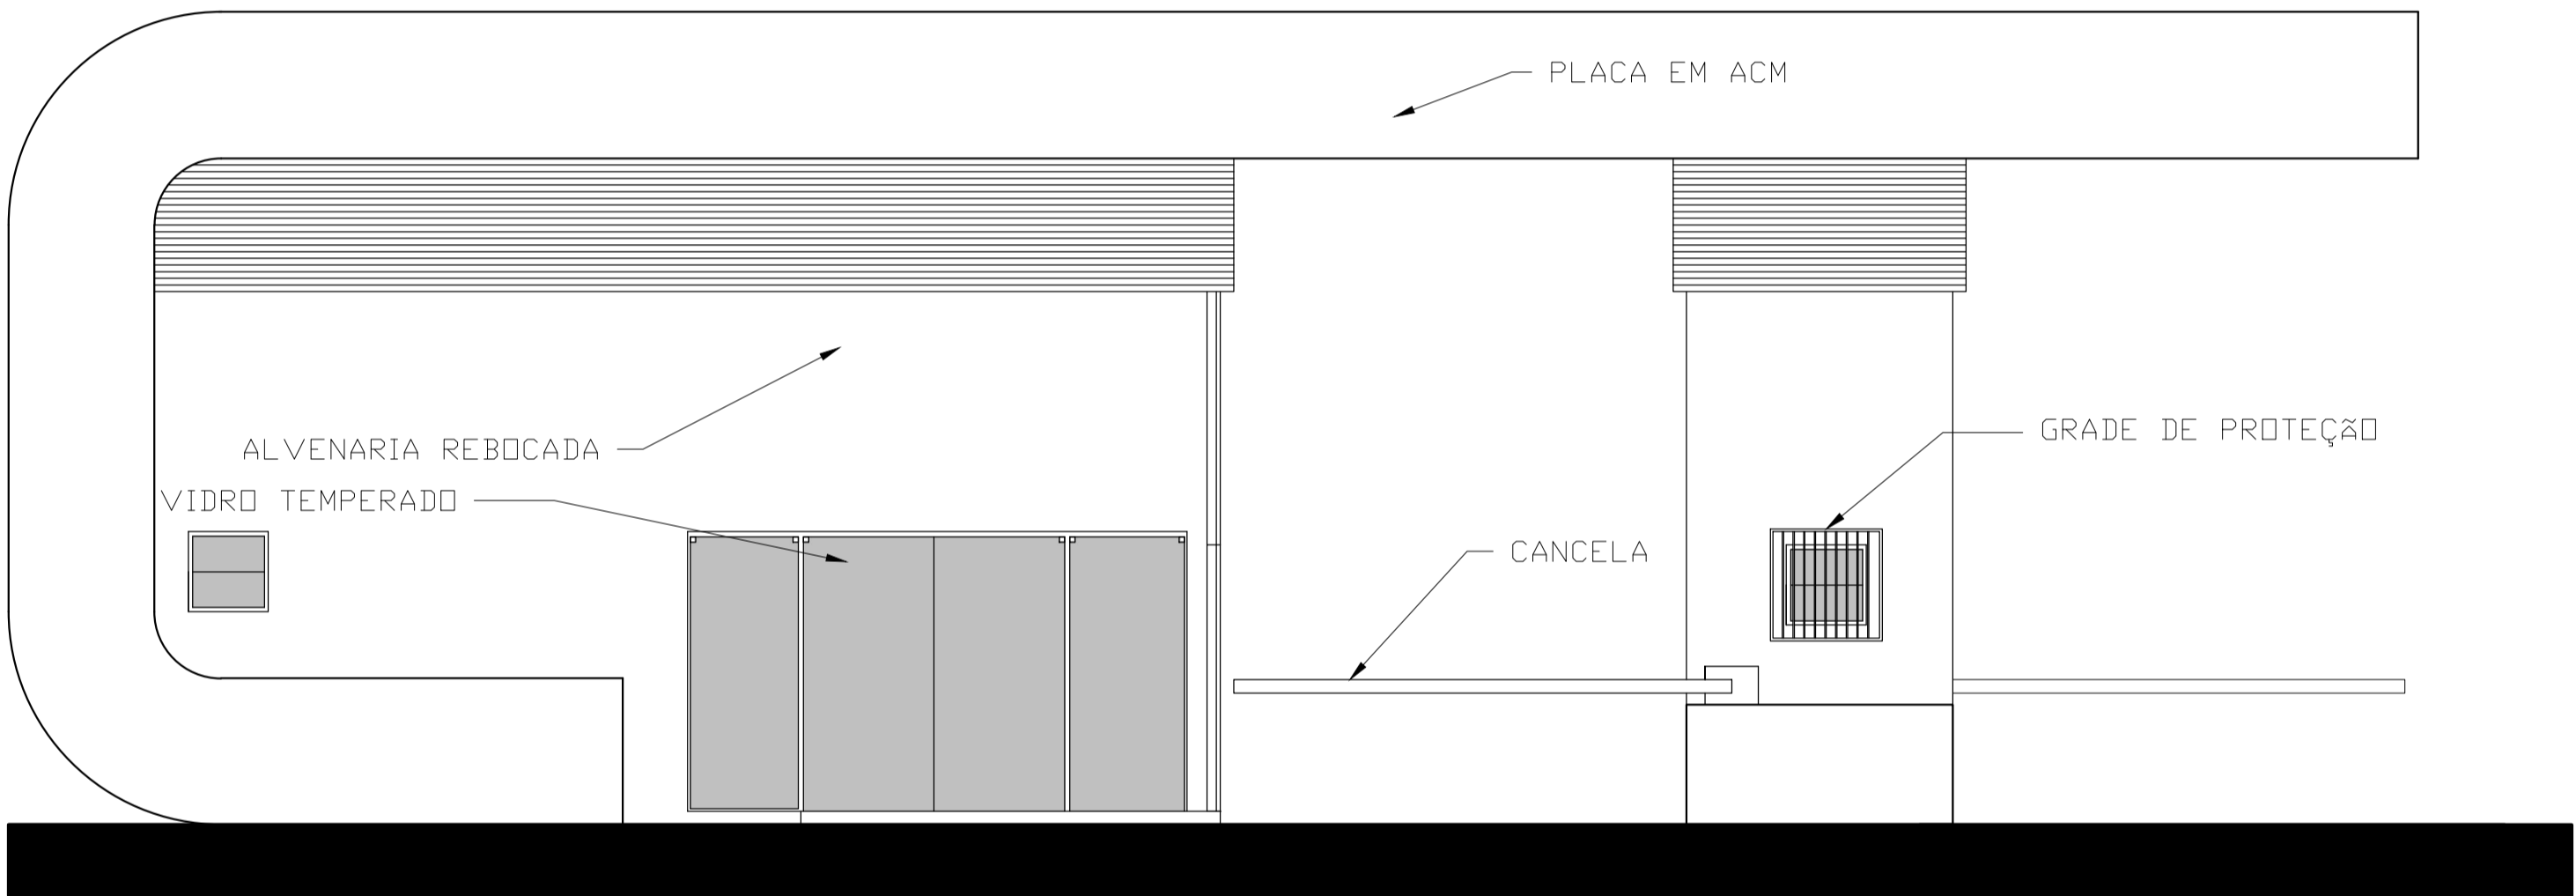 PLACA EM ACM
ALVENARIA REBOCADA
GRADE DE PROTEÇÃO
VIDRO TEMPERADO
CANCELA